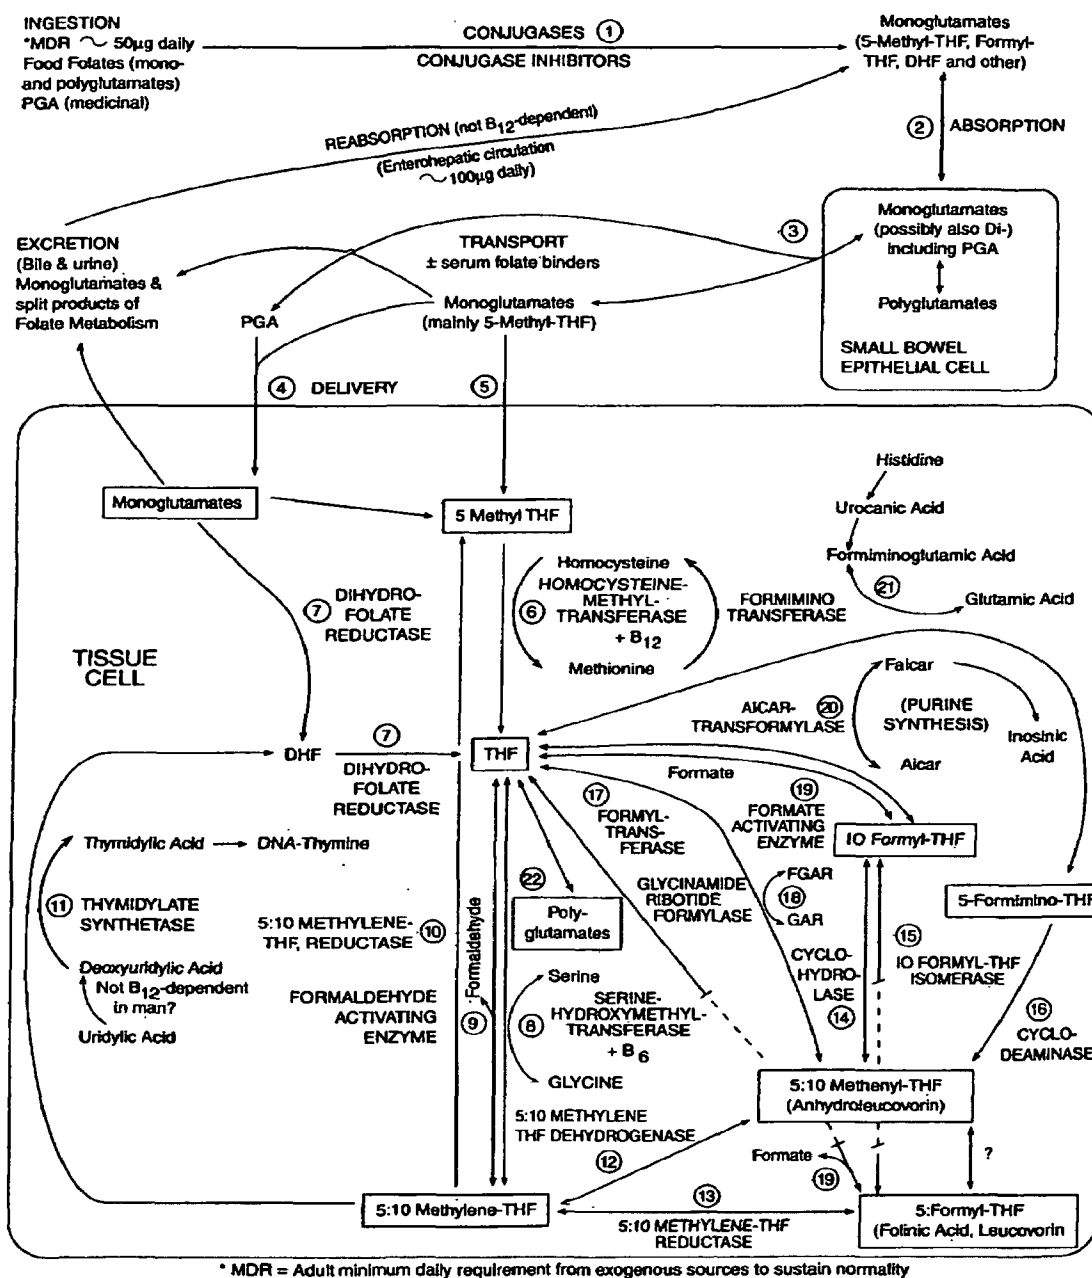 INGESTION
*MDR ~ 50µg daily
Food Folates (mono-
and polyglutamates)
PGA (medicinal)
CONJUGASES ①
CONJUGASE INHIBITORS
Monoglutamates
(5-Methyl-THF, Formyl-
THF, DHF and other)
REABSORPTION (not B12-dependent)
(Enterohepatic circulation
~ 100µg daily)
② ABSORPTION
EXCRETION
(Bile & urine)
Monoglutamates &
split products of
Folate Metabolism
TRANSPORT
± serum folate binders
③
Monoglutamates
(possibly also Di-)
including PGA
Polyglutamates
SMALL BOWEL
EPITHELIAL CELL
PGA
Monoglutamates
(mainly 5-Methyl-THF)
④ DELIVERY ⑤
Monoglutamates
5 Methyl THF
Histidine
Urocanic Acid
Formiminoglutamic Acid
㉑
Glutamic Acid
⑦ DIHYDRO-
FOLATE
REDUCTASE
Homocysteine
HOMOCYSTEINE-
METHYL-
⑥ TRANSFERASE
+ B12
Methionine
FORMIMINO
TRANSFERASE
TISSUE
CELL
Faicar
AICAR- ⑳
TRANSFORMYLASE
(PURINE
SYNTHESIS)
Inosinic
Acid
Aicar
DHF
⑦
DIHYDRO-
FOLATE
REDUCTASE
THF
Formate
⑰
FORMYL-
TRANS-
FERASE
⑲
FORMATE
ACTIVATING
ENZYME
IO Formyl-THF
Thymidylic Acid
DNA-Thymine
⑪ THYMIDYLATE
SYNTHETASE
Deoxyuridylic Acid
Not B12-dependent
in man?
Uridylic Acid
5:10 METHYLENE- ⑩
THF, REDUCTASE
Formaldehyde
㉒
Poly-
glutamates
GLYCINAMIDE
RIBOTIDE
FORMYLASE
FGAR
⑱
GAR
5-Formimino-THF
FORMALDEHYDE
ACTIVATING ⑨
ENZYME
Serine
SERINE-
HYDROXYMETHYL-
⑧ TRANSFERASE
+ B6
GLYCINE
CYCLO-
HYDRO-
LASE
⑭
⑮
IO FORMYL-THF
ISOMERASE
⑯
CYCLO-
DEAMINASE
5:10 Methenyl-THF
(Anhydroleucovorin)
5:10 METHYLENE
THF DEHYDROGENASE
⑫
Formate
⑲
?
5:10 Methylene-THF
⑬
5:10 METHYLENE-THF
REDUCTASE
5:Formyl-THF
(Folinic Acid, Leucovorin
* MDR = Adult minimum daily requirement from exogenous sources to sustain normality